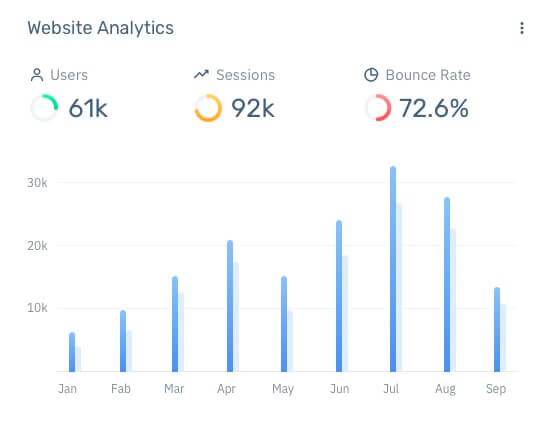 Website Analytics
Users Sessions Bounce Rate
61k 92k 72.6%
30k
20k
10k
Jan Fab Mar Apr May Jun Jul Aug Sep